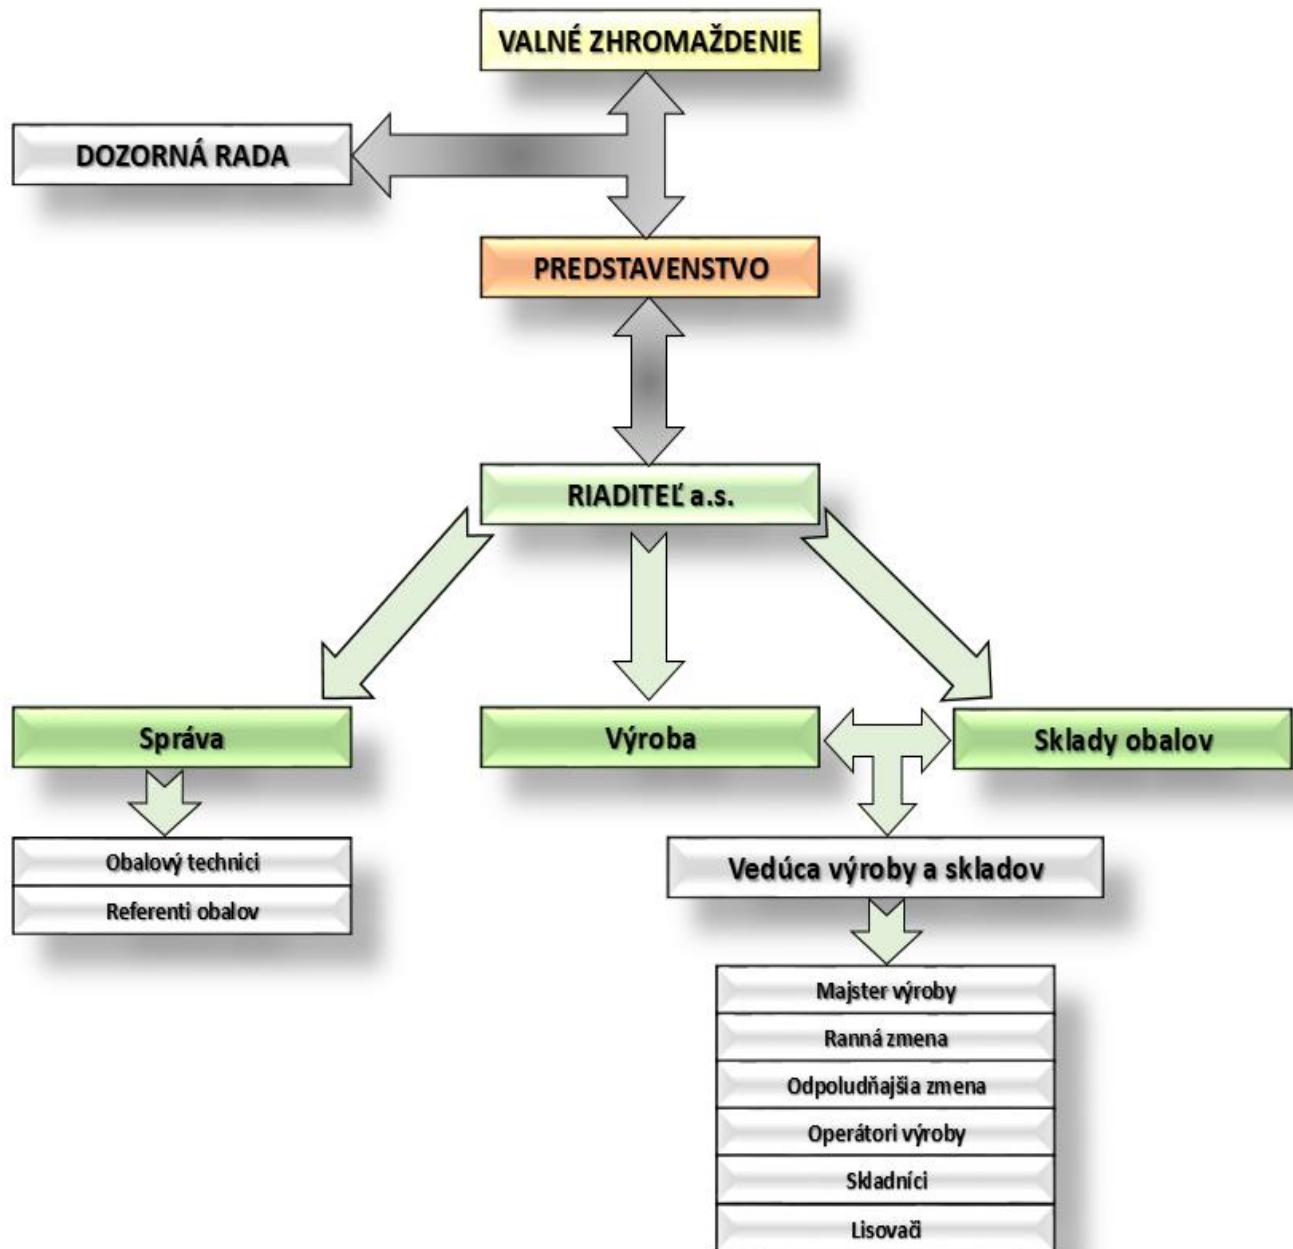 VALNÉ ZHROMAŽDENIE
DOZORNÁ RADA
PREDSTAVENSTVO
RIADITEĽ a.s.
Správa
Výroba
Sklady obalov
Obalový technici
Referenti obalov
Vedúca výroby a skladov
Majster výroby
Ranná zmena
Odpoludňajšia zmena
Operátori výroby
Skladníci
Lisovači